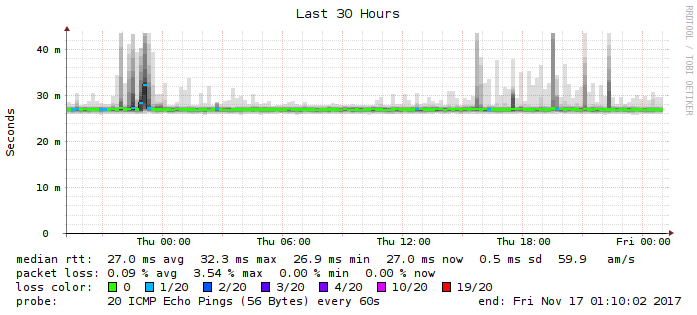 Last 30 Hours
RRDTOOL / TOBI OETIKER
Seconds
40 m
30 m
20 m
10 m
0
Thu 00:00 Thu 06:00 Thu 12:00 Thu 18:00 Fri 00:00
median rtt: 27.0 ms avg 32.3 ms max 26.9 ms min 27.0 ms now 0.5 ms sd 59.9 am/s
packet loss: 0.09 % avg 3.54 % max 0.00 % min 0.00 % now
loss color: 0 1/20 2/20 3/20 4/20 10/20 19/20
probe: 20 ICMP Echo Pings (56 Bytes) every 60s end: Fri Nov 17 01:10:02 2017